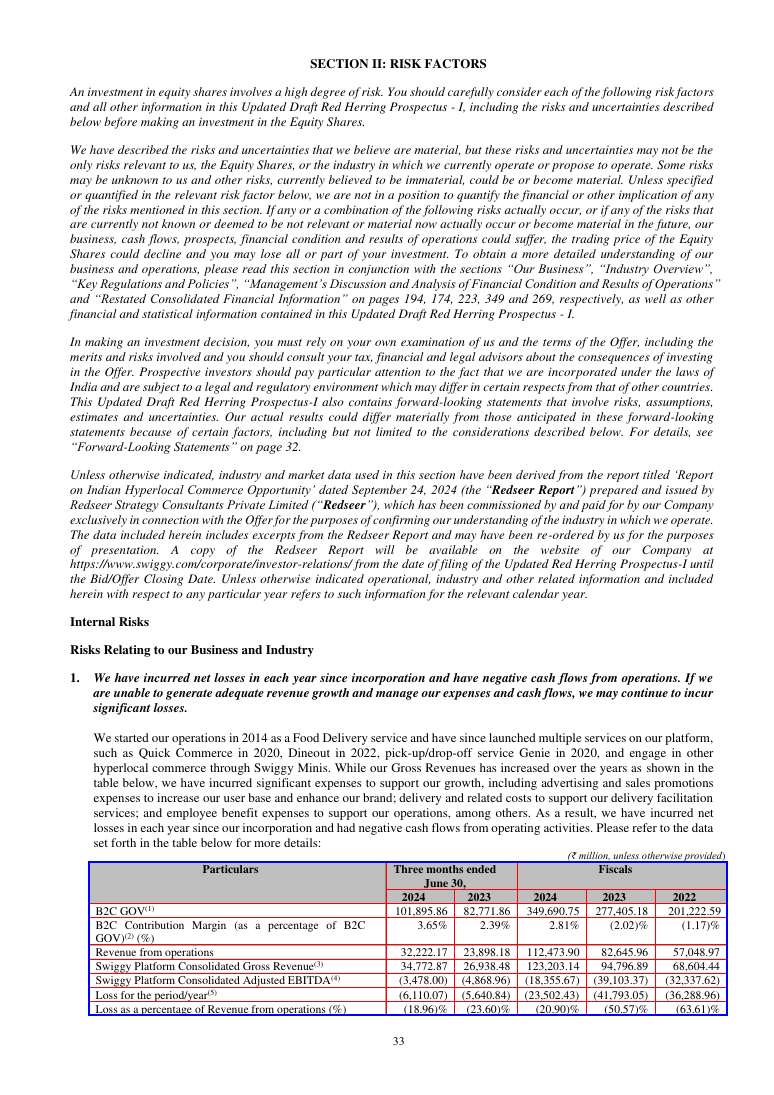 SECTION II: RISK FACTORS
An investment in equity shares involves a high degree of risk. You should carefully consider each of the following risk factors
and all other information in this Updated Draft Red Herring Prospectus - I, including the risks and uncertainties described
below before making an investment in the Equity Shares.
We have described the risks and uncertainties that we believe are material, but these risks and uncertainties may not be the
only risks relevant to us, the Equity Shares, or the industry in which we currently operate or propose to operate. Some risks
may be unknown to us and other risks, currently believed to be immaterial, could be or become material. Unless specified
or quantified in the relevant risk factor below, we are not in a position to quantify the financial or other implication of any
of the risks mentioned in this section. If any or a combination of the following risks actually occur, or if any of the risks that
are currently not known or deemed to be not relevant or material now actually occur or become material in the future, our
business, cash flows, prospects, financial condition and results of operations could suffer, the trading price of the Equity
Shares could decline and you may lose all or part of your investment. To obtain a more detailed understanding of our
business and operations, please read this section in conjunction with the sections “Our Business”, “Industry Overview”,
“Key Regulations and Policies”, “Management’s Discussion and Analysis of Financial Condition and Results of Operations”
and “Restated Consolidated Financial Information” on pages 194, 174, 223, 349 and 269, respectively, as well as other
financial and statistical information contained in this Updated Draft Red Herring Prospectus - I.
In making an investment decision, you must rely on your own examination of us and the terms of the Offer, including the
merits and risks involved and you should consult your tax, financial and legal advisors about the consequences of investing
in the Offer. Prospective investors should pay particular attention to the fact that we are incorporated under the laws of
India and are subject to a legal and regulatory environment which may differ in certain respects from that of other countries.
This Updated Draft Red Herring Prospectus-I also contains forward-looking statements that involve risks, assumptions,
estimates and uncertainties. Our actual results could differ materially from those anticipated in these forward-looking
statements because of certain factors, including but not limited to the considerations described below. For details, see
“Forward-Looking Statements” on page 32.
Unless otherwise indicated, industry and market data used in this section have been derived from the report titled ‘Report
on Indian Hyperlocal Commerce Opportunity’ dated September 24, 2024 (the “Redseer Report”) prepared and issued by
Redseer Strategy Consultants Private Limited (“Redseer”), which has been commissioned by and paid for by our Company
exclusively in connection with the Offer for the purposes of confirming our understanding of the industry in which we operate.
The data included herein includes excerpts from the Redseer Report and may have been re-ordered by us for the purposes
of presentation. A copy of the Redseer Report will be available on the website of our Company at
https://www.swiggy.com/corporate/investor-relations/ from the date of filing of the Updated Red Herring Prospectus-I until
the Bid/Offer Closing Date. Unless otherwise indicated operational, industry and other related information and included
herein with respect to any particular year refers to such information for the relevant calendar year.
Internal Risks
Risks Relating to our Business and Industry
1. We have incurred net losses in each year since incorporation and have negative cash flows from operations. If we
are unable to generate adequate revenue growth and manage our expenses and cash flows, we may continue to incur
significant losses.
We started our operations in 2014 as a Food Delivery service and have since launched multiple services on our platform,
such as Quick Commerce in 2020, Dineout in 2022, pick-up/drop-off service Genie in 2020, and engage in other
hyperlocal commerce through Swiggy Minis. While our Gross Revenues has increased over the years as shown in the
table below, we have incurred significant expenses to support our growth, including advertising and sales promotions
expenses to increase our user base and enhance our brand; delivery and related costs to support our delivery facilitation
services; and employee benefit expenses to support our operations, among others. As a result, we have incurred net
losses in each year since our incorporation and had negative cash flows from operating activities. Please refer to the data
set forth in the table below for more details:
(₹ million, unless otherwise provided)
Particulars Three months ended Fiscals
June 30,
2024 2023 2024 2023 2022
B2C GOV(1) 101,895.86 82,771.86 349,690.75 277,405.18 201,222.59
B2C Contribution Margin (as a percentage of B2C 3.65% 2.39% 2.81% (2.02)% (1.17)%
GOV)(2) (%)
Revenue from operations 32,222.17 23,898.18 112,473.90 82,645.96 57,048.97
Swiggy Platform Consolidated Gross Revenue(3) 34,772.87 26,938.48 123,203.14 94,796.89 68,604.44
Swiggy Platform Consolidated Adjusted EBITDA(4) (3,478.00) (4,868.96) (18,355.67) (39,103.37) (32,337.62)
Loss for the period/year(5) (6,110.07) (5,640.84) (23,502.43) (41,793.05) (36,288.96)
Loss as a percentage of Revenue from operations (%) (18.96)% (23.60)% (20.90)% (50.57)% (63.61)%
33